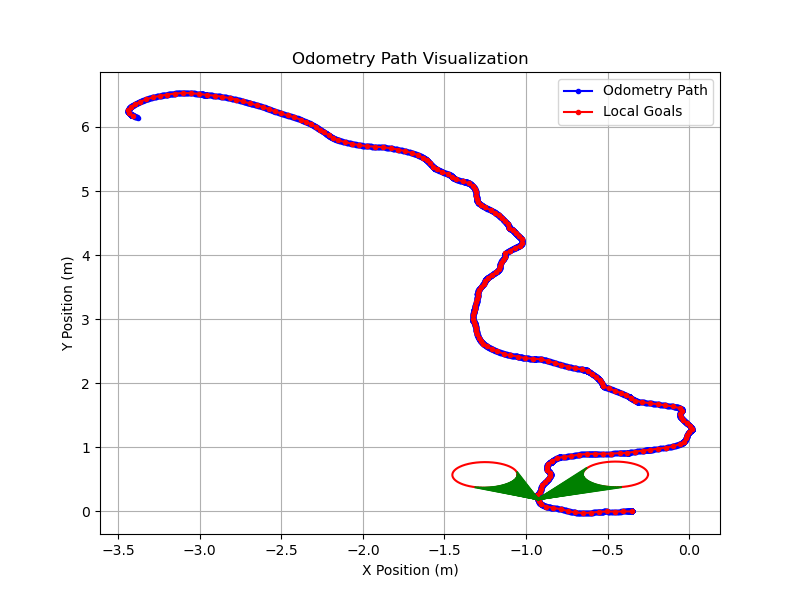 Odometry Path Visualization
Odometry Path
Local Goals
Y Position (m)
6
5
4
3
2
1
0
−3.5 −3.0 −2.5 −2.0 −1.5 −1.0 −0.5 0.0
X Position (m)